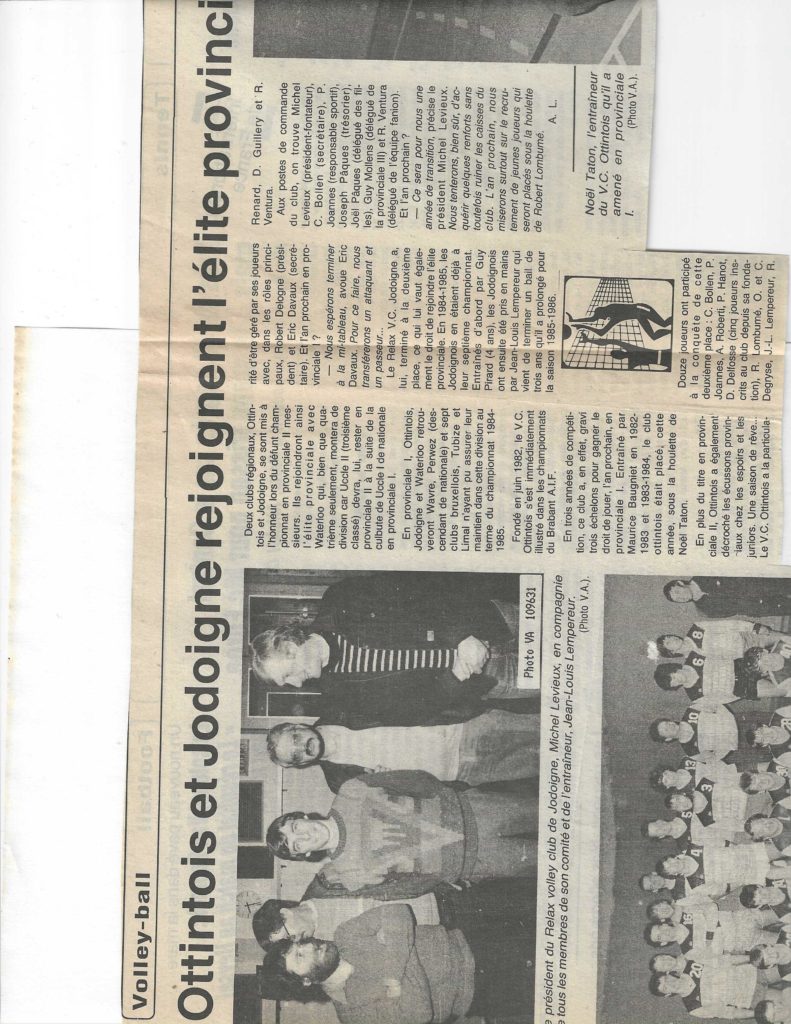 Volley-ball
Ottintois et Jodoigne rejoignent l'élite provinci
Photo VA 109631
président du Relax volley club de Jodoigne, Michel Levieux, en compagnie
tous les membres de son comité et de l'entraîneur, Jean-Louis Lempereur.
(Photo V.A.).
Deux clubs régionaux, Ottin-
tois et Jodoigne, se sont mis à
l'honneur lors du défunt cham-
pionnat en provinciale II mes-
sieurs. Ils rejoindront ainsi
l'élite provinciale avec
Waterloo qui, bien que qua-
trième seulement, montera de
division car Uccle II (troisième
classé) devra, lui, rester en
provinciale II à la suite de la
culbute de Uccle I de nationale
en provinciale I.
En provinciale I, Ottintois,
Jodoigne et Waterloo retrou-
veront Wavre, Perwez (des-
cendant de nationale) et sept
clubs bruxellois, Tubize et
Limal n'ayant pu assurer leur
maintien dans cette division au
terme du championnat 1984-
1985.
Fondé en juin 1982, le V.C.
Ottintois s'est immédiatement
illustré dans les championnats
du Brabant A.I.F.
En trois années de compéti-
tion, ce club a, en effet, gravi
trois échelons pour gagner le
droit de jouer, l'an prochain, en
provinciale I. Entraîné par
Maurice Baugniet en 1982-
1983 et 1983-1984, le club
ottintois était placé, cette
année, sous la houlette de
Noël Taton.
En plus du titre en provin-
ciale II, Ottintois a également
décroché les écussons provin-
ciaux chez les espoirs et les
juniors. Une saison de rêve...
Le V.C. Ottintois a la particula-
rité d'être géré par ses joueurs
avec, dans les rôles princi-
paux, Robert Delogne (prési-
dent) et Eric Davaux (secré-
taire). Et l'an prochain en pro-
vinciale I ?
— Nous espérons terminer
à la mi-tableau, avoue Eric
Davaux. Pour ce faire, nous
transférerons un attaquant et
un passeur...
Le Relax V.C. Jodoigne a,
lui, terminé à la deuxième
place, ce qui lui vaut égale-
ment le droit de rejoindre l'élite
provinciale. En 1984-1985, les
Jodoignois en étaient déjà à
leur septième championnat.
Entraînés d'abord par Guy
Pirard (4 ans), les Jodoignois
ont ensuite été pris en mains
par Jean-Louis Lempereur qui
vient de terminer un bail de
trois ans qu'il a prolongé pour
la saison 1985-1986.
Douze joueurs ont participé
à la conquête de cette
deuxième place : C. Bollen, P.
Joannes, A. Roberti, P. Hanot,
D. Delfosse (cinq joueurs ins-
crits au club depuis sa fonda-
tion), R. Lombumé, O. et C.
Degryse, J.-L. Lempereur, R.
Renard, D. Guillery et R.
Ventura.
Aux postes de commande
du club, on trouve Michel
Levieux (président-fontateur),
C. Bollen (secrétaire), P.
Joannes (responsable sportif),
Joseph Pâques (trésorier),
Joël Pâques (délégué des fil-
les), Guy Mollens (délégué de
la provinciale III) et R. Ventura
(délégué de l'équipe fanion).
Et l'an prochain ?
— Ce sera pour nous une
année de transition, précise le
président Michel Levieux.
Nous tenterons, bien sûr, d'ac-
quérir quelques renforts sans
toutefois ruiner les caisses du
club. L'an prochain, nous
miserons surtout sur le recru-
tement de jeunes joueurs qui
seront placés sous la houlette
de Robert Lombumé.
A. L.
Noël Taton, l'entraîneur
du V.C. Ottintois qu'il a
amené en provinciale
I.
(Photo V.A.).
20
16
4
5
13
3
10
6
8